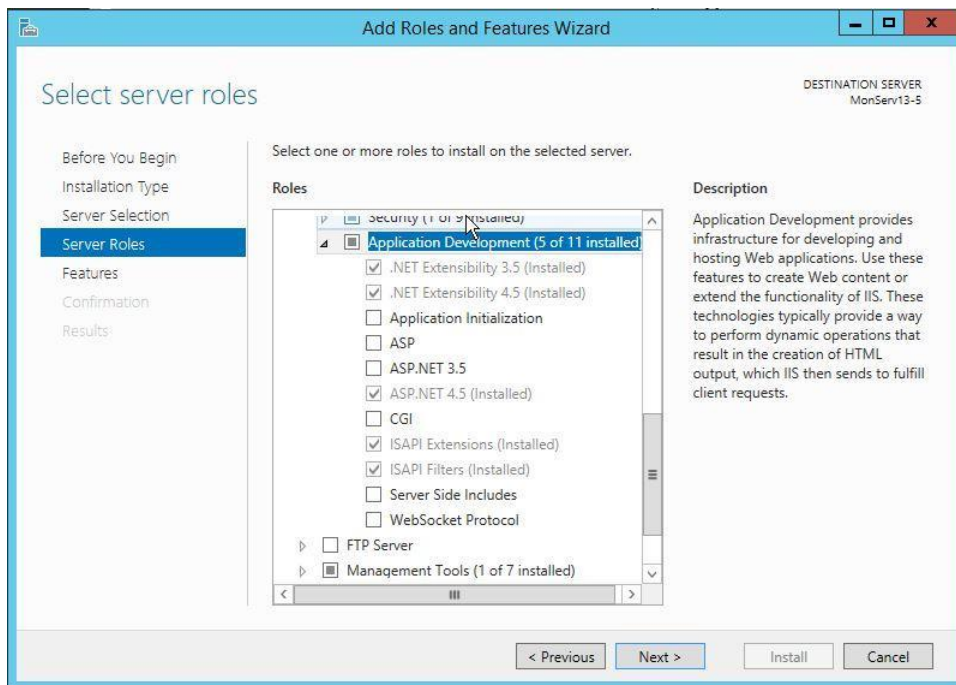 Add Roles and Features Wizard
Select server roles
DESTINATION SERVER
MonServ13-5
Before You Begin
Installation Type
Server Selection
Server Roles
Features
Confirmation
Results
Select one or more roles to install on the selected server.
Roles
Security (1 of 9 installed)
Application Development (5 of 11 installed)
.NET Extensibility 3.5 (Installed)
.NET Extensibility 4.5 (Installed)
Application Initialization
ASP
ASP.NET 3.5
ASP.NET 4.5 (Installed)
CGI
ISAPI Extensions (Installed)
ISAPI Filters (Installed)
Server Side Includes
WebSocket Protocol
FTP Server
Management Tools (1 of 7 installed)
Description
Application Development provides
infrastructure for developing and
hosting Web applications. Use these
features to create Web content or
extend the functionality of IIS. These
technologies typically provide a way
to perform dynamic operations that
result in the creation of HTML
output, which IIS then sends to fulfill
client requests.
< Previous
Next >
Install
Cancel